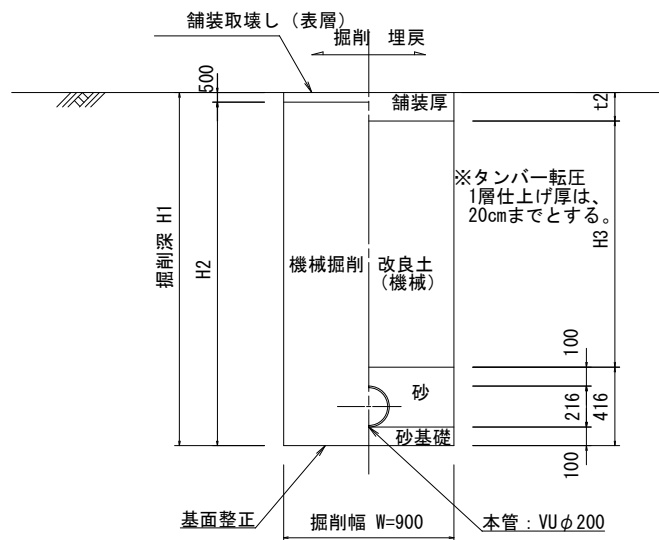 舗装取壊し（表層）
掘削 埋戻
500
舗装厚
t2
※タンパー転圧
1層仕上げ厚は、
20cmまでとする。
掘削深 H1
H2
機械掘削
改良土
（機械）
H3
100
砂
216
416
砂基礎
100
基面整正
掘削幅 W=900
本管：VUφ200